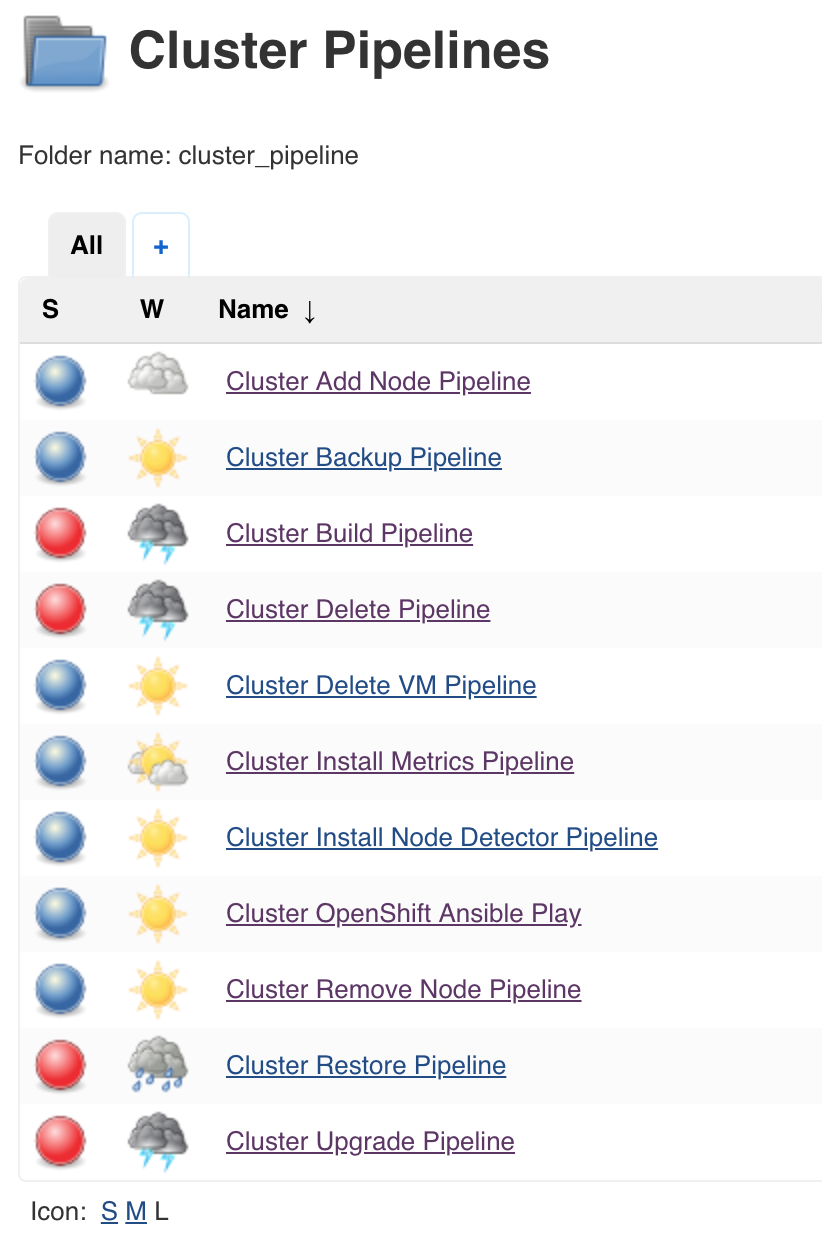 Cluster Pipelines
Folder name: cluster_pipeline
All +
S W Name ↓
Cluster Add Node Pipeline
Cluster Backup Pipeline
Cluster Build Pipeline
Cluster Delete Pipeline
Cluster Delete VM Pipeline
Cluster Install Metrics Pipeline
Cluster Install Node Detector Pipeline
Cluster OpenShift Ansible Play
Cluster Remove Node Pipeline
Cluster Restore Pipeline
Cluster Upgrade Pipeline
Icon: S M L